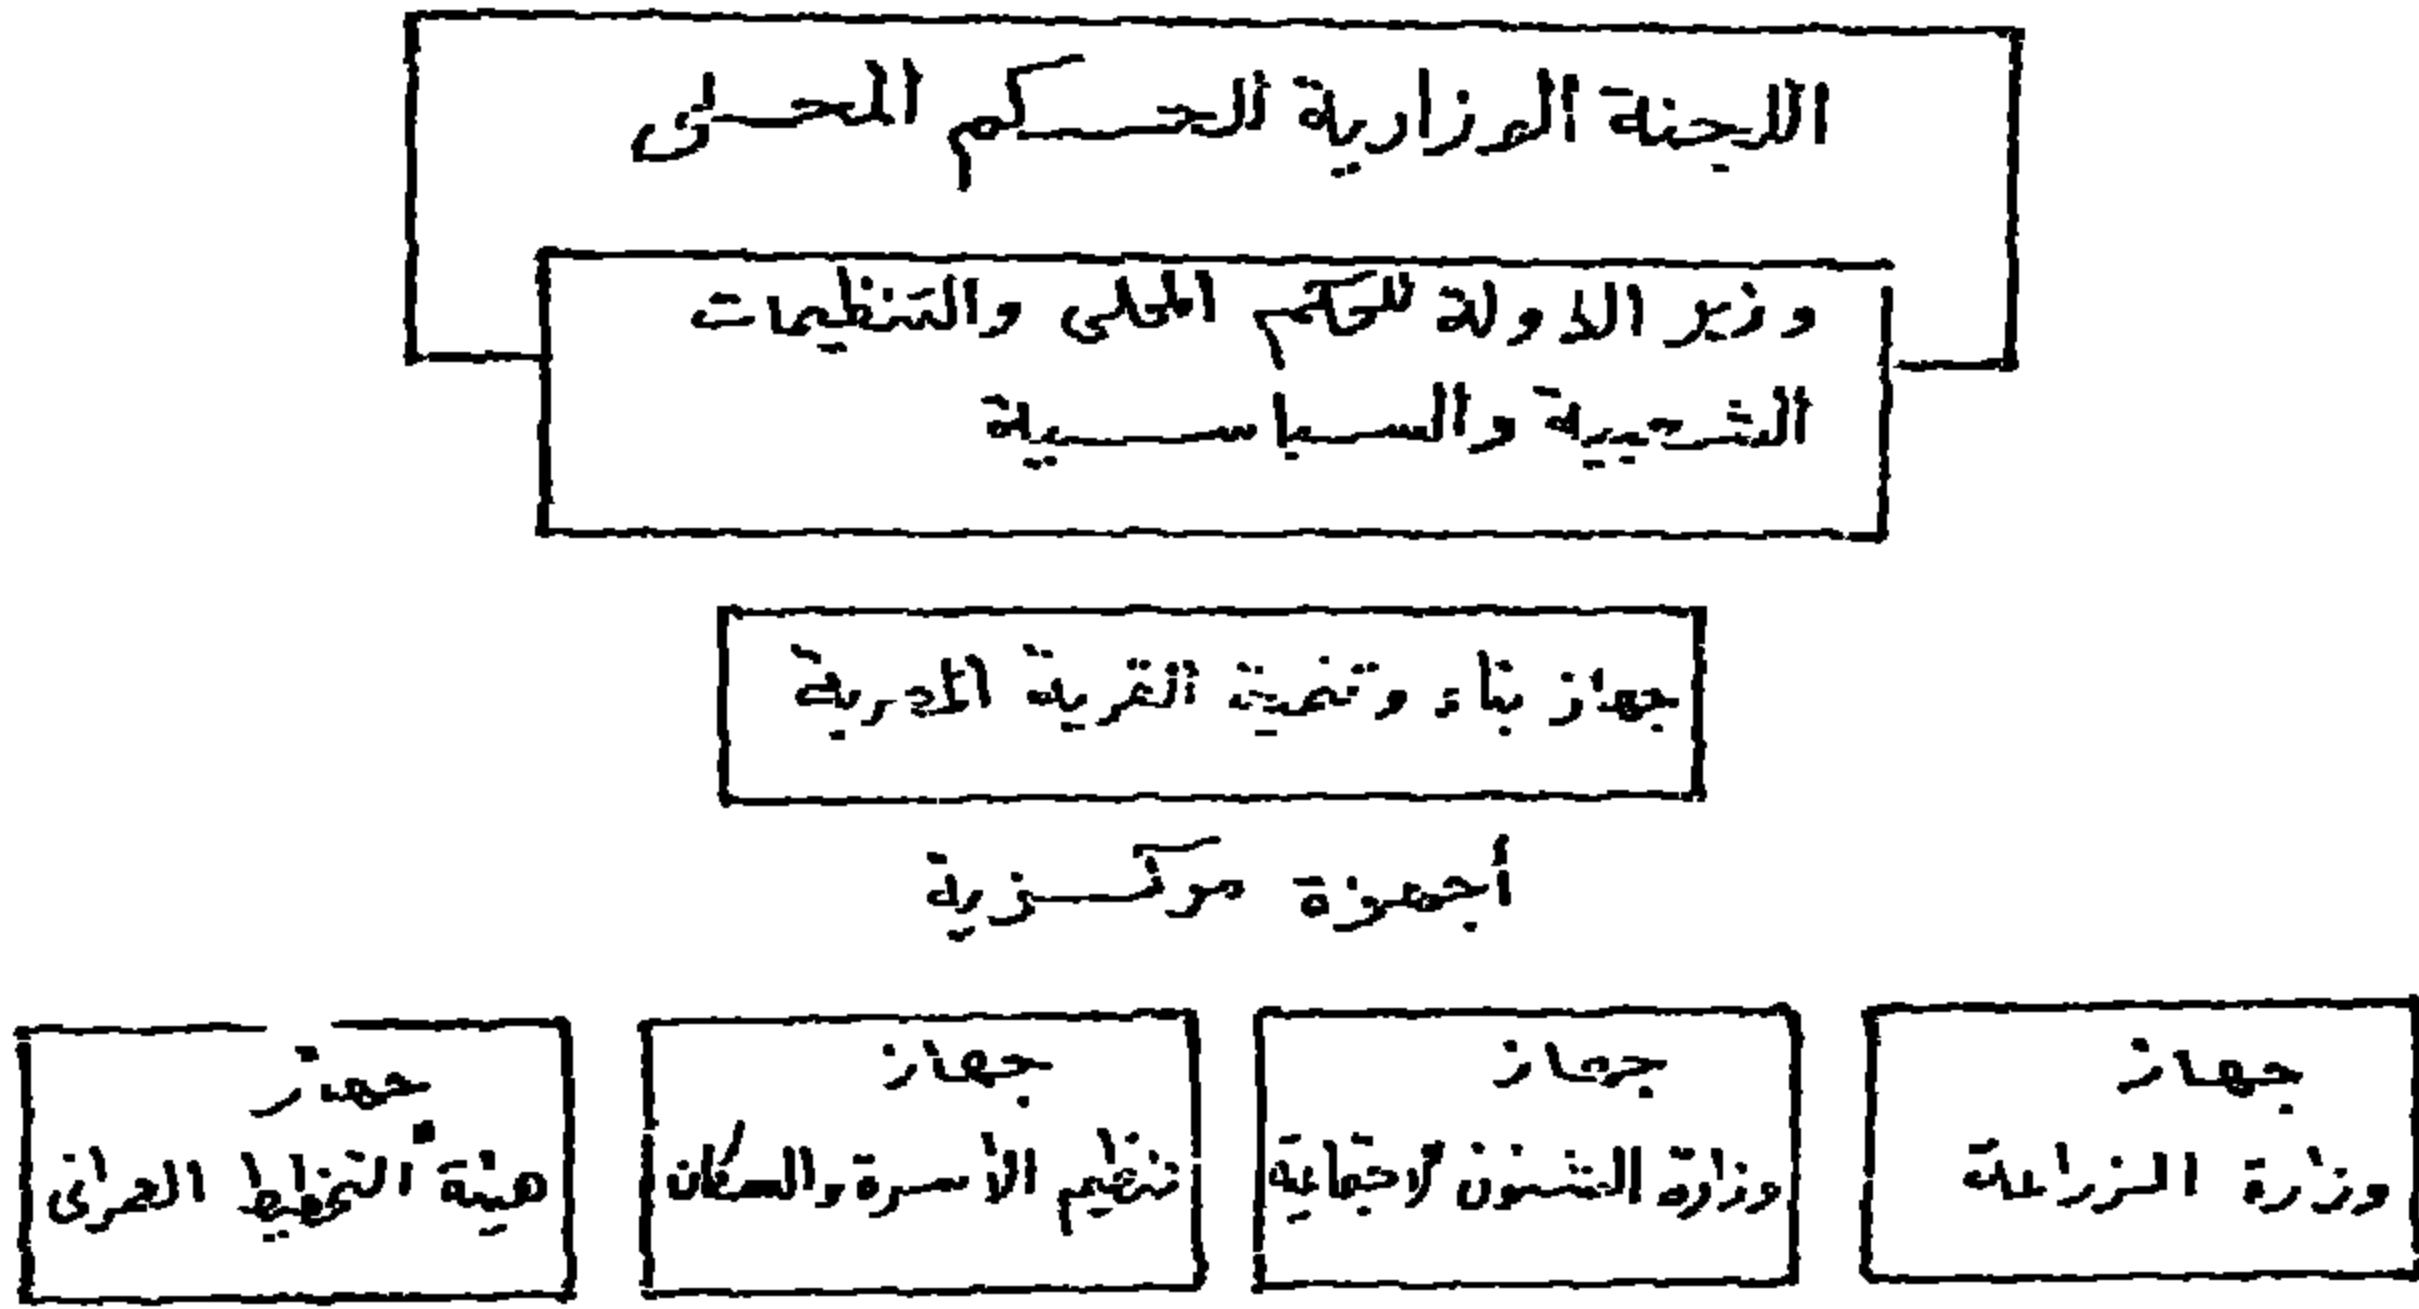 اللجنة الوزارية للحكم المحلى
وزير الدولة للحكم المحلى والتنظيمات
الشعبية والسياسية
جهاز بناء وتنمية القرية المصرية
أجهزة مركزية
جهاز
وزارة الزراعة
جهاز
وزارة الشئون الاجتماعية
جهاز
تنظيم الأسرة والسكان
جهاز
هيئة التخطيط العمرانى